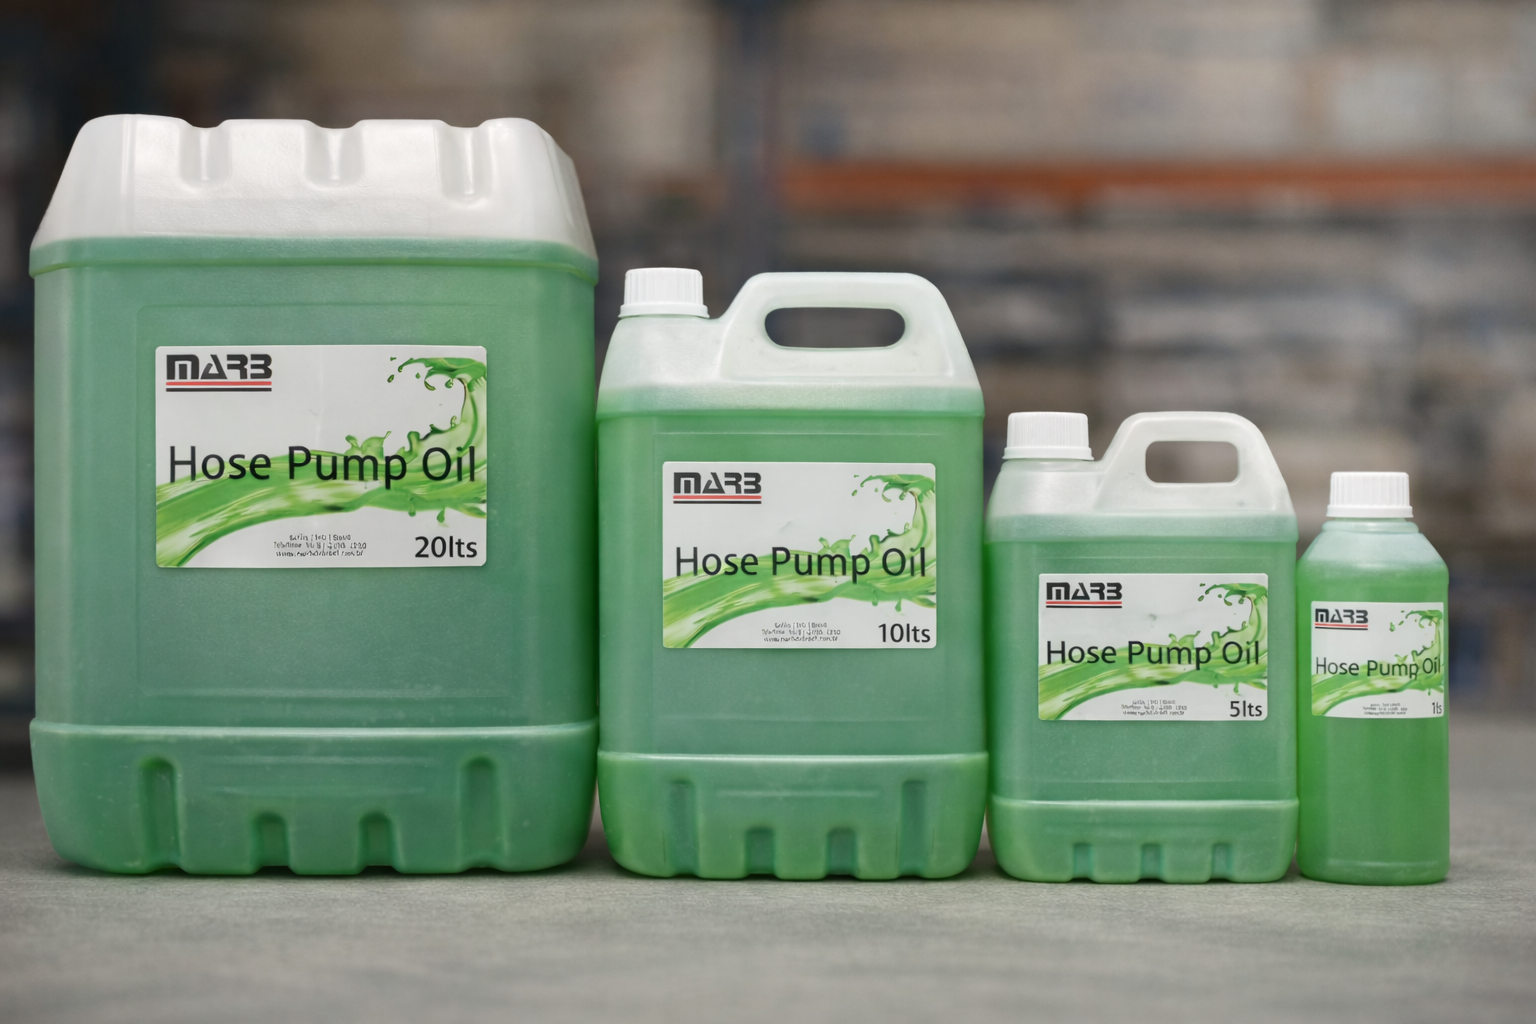 MARB
Hose Pump Oil
20lts
MARB
Hose Pump Oil
10lts
MARB
Hose Pump Oil
5lts
MARB
Hose Pump Oil
1lts